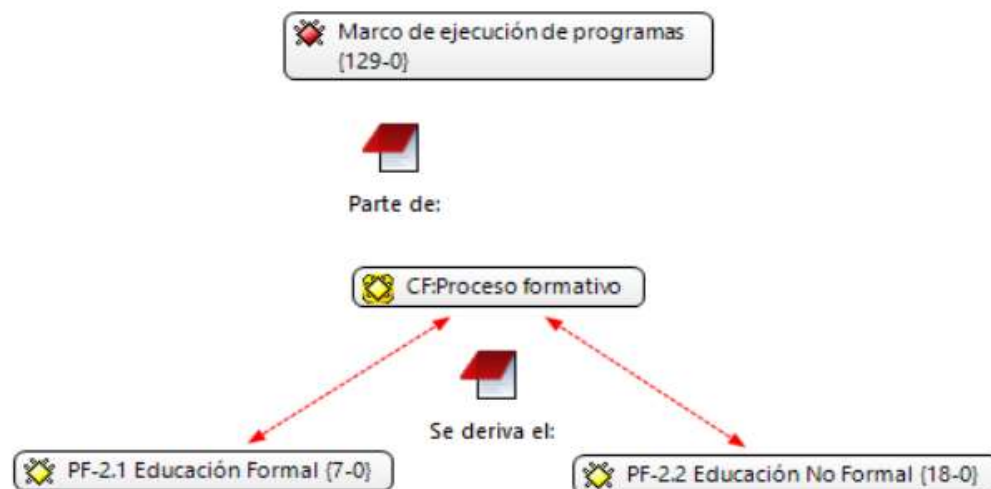 Marco de ejecución de programas
{129-0}
Parte de:
CF:Proceso formativo
Se deriva el:
PF-2.1 Educación Formal {7-0}
PF-2.2 Educación No Formal {18-0}